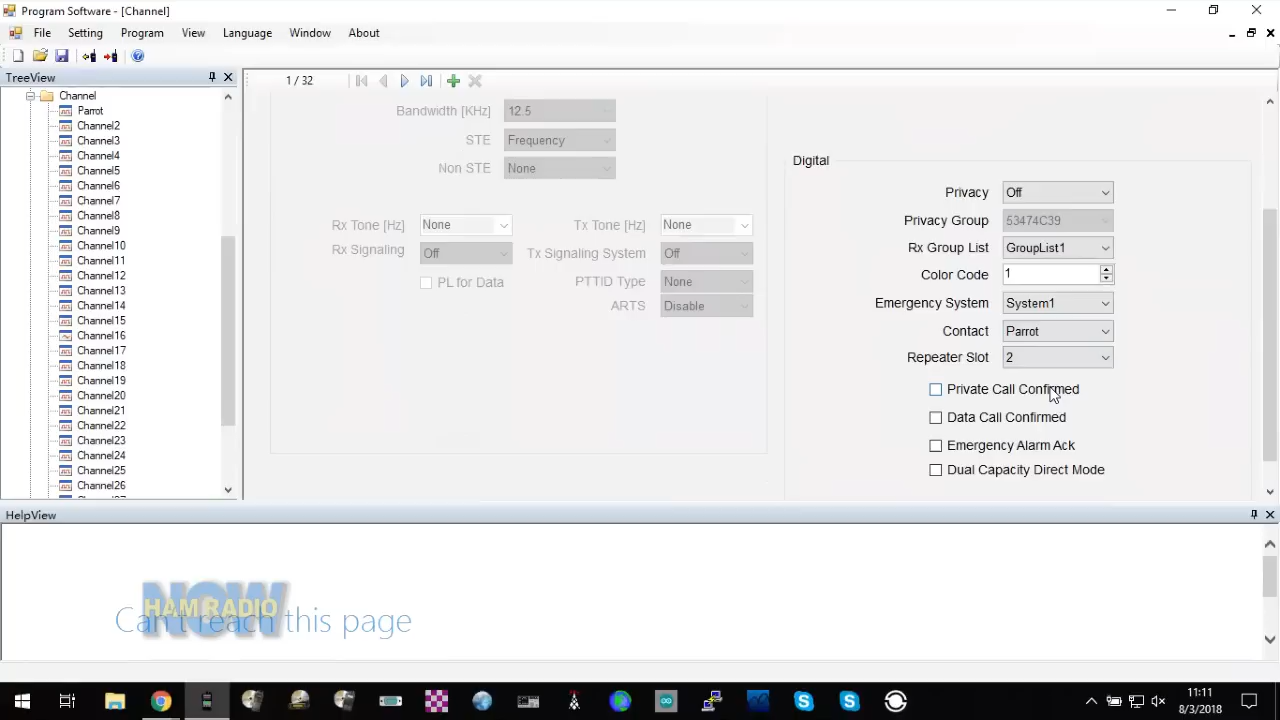 Program Software - [Channel]
File Setting Program View Language Window About
TreeView
1 / 32
Channel
Parrot
Channel2
Channel3
Channel4
Channel5
Channel6
Channel7
Channel8
Channel9
Channel10
Channel11
Channel12
Channel13
Channel14
Channel15
Channel16
Channel17
Channel18
Channel19
Channel20
Channel21
Channel22
Channel23
Channel24
Channel25
Channel26
Bandwidth [KHz] 12.5
STE Frequency
Non STE None
Rx Tone [Hz] None Tx Tone [Hz] None
Rx Signaling Off Tx Signaling System Off
PL for Data PTTID Type None
ARTS Disable
Digital
Privacy Off
Privacy Group 53474C39
Rx Group List GroupList1
Color Code 1
Emergency System System1
Contact Parrot
Repeater Slot 2
Private Call Confirmed
Data Call Confirmed
Emergency Alarm Ack
Dual Capacity Direct Mode
HelpView
NOW
HAM RADIO
Can't reach this page
11:11
8/3/2018